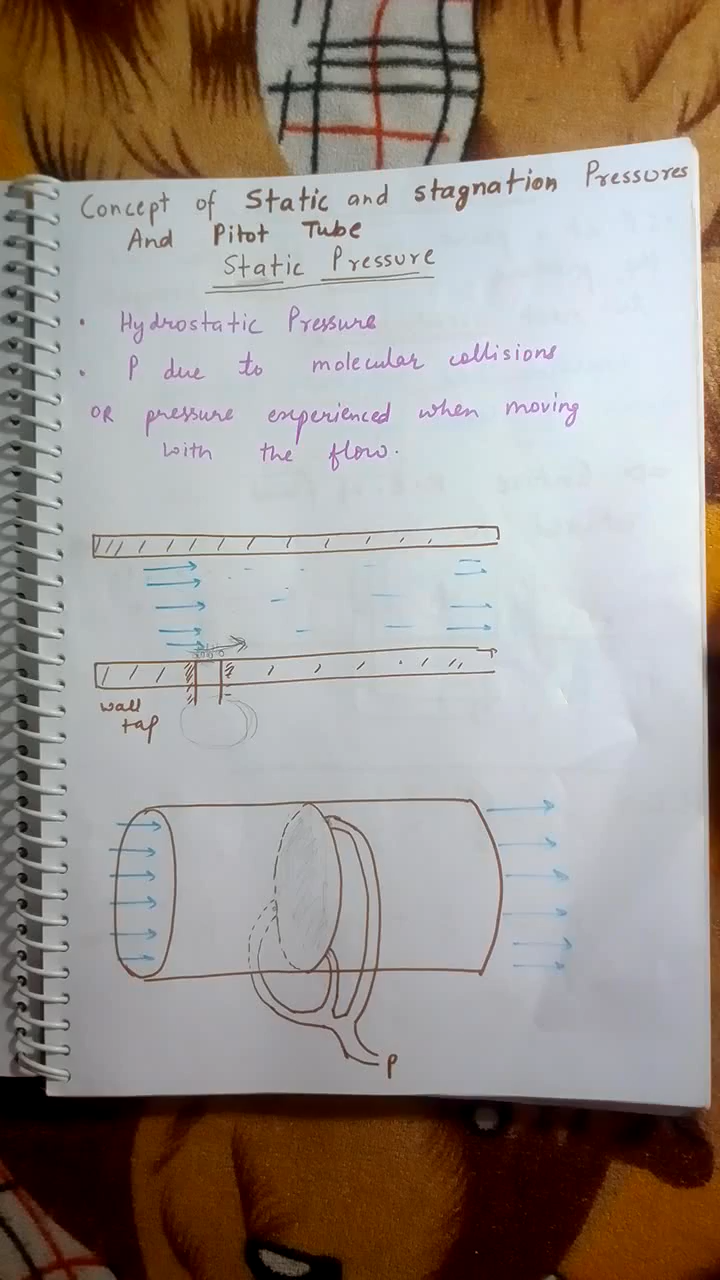 Concept of Static and stagnation Pressures
And Pitot Tube
Static Pressure
• Hydrostatic Pressure
• P due to molecular collisions
OR pressure experienced when moving
with the flow.
wall
tap
P